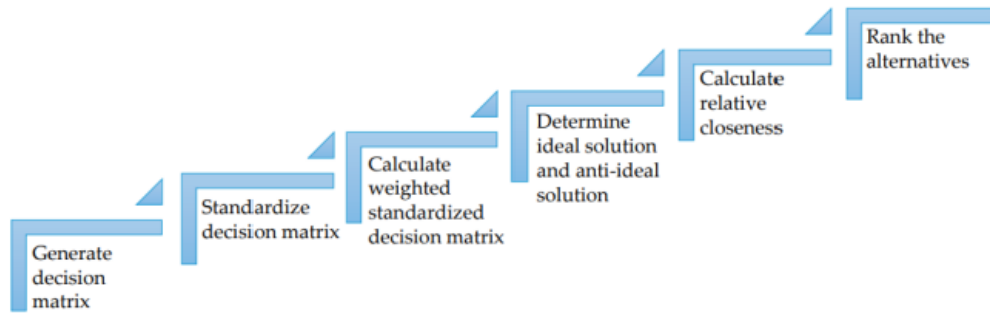 Generate
decision
matrix
Standardize
decision matrix
Calculate
weighted
standardized
decision matrix
Determine
ideal solution
and anti-ideal
solution
Calculate
relative
closeness
Rank the
alternatives